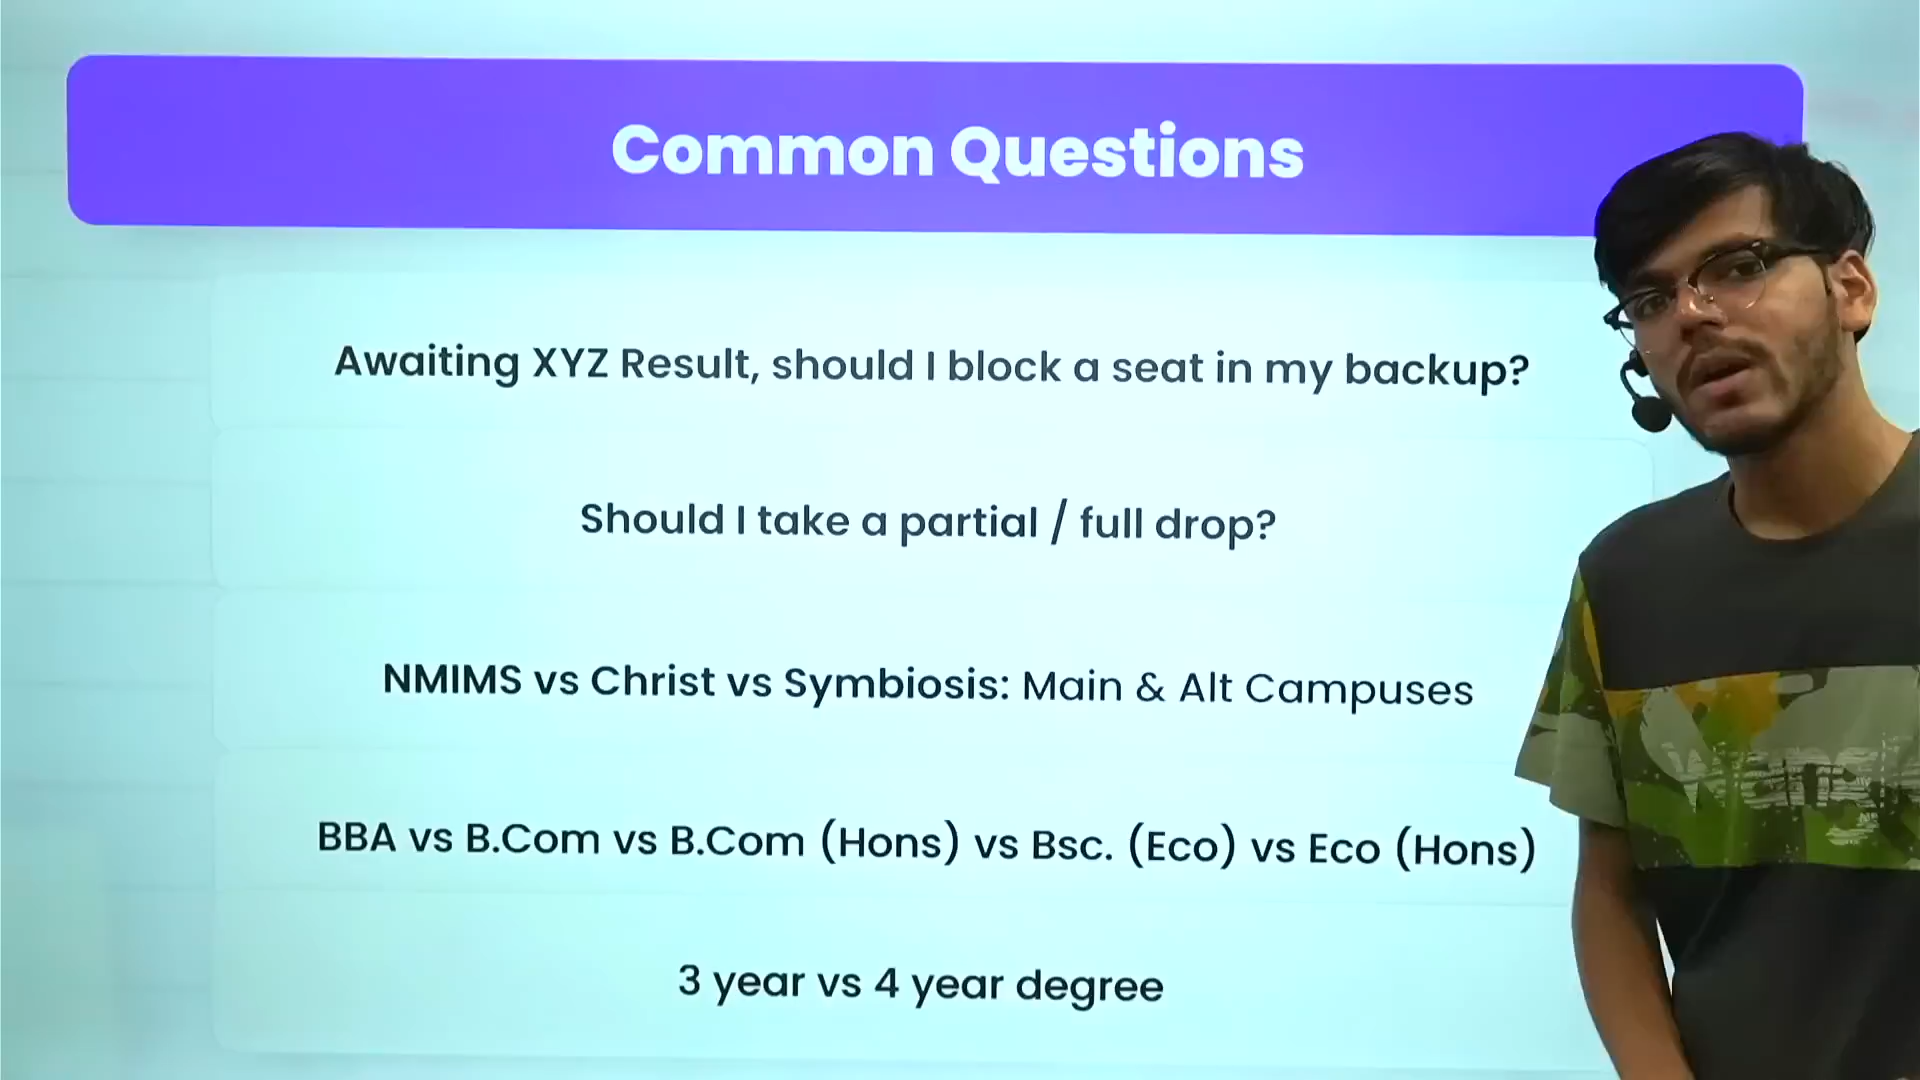 Common Questions
Awaiting XYZ Result, should I block a seat in my backup?
Should I take a partial / full drop?
NMIMS vs Christ vs Symbiosis: Main & Alt Campuses
BBA vs B.Com vs B.Com (Hons) vs Bsc. (Eco) vs Eco (Hons)
3 year vs 4 year degree